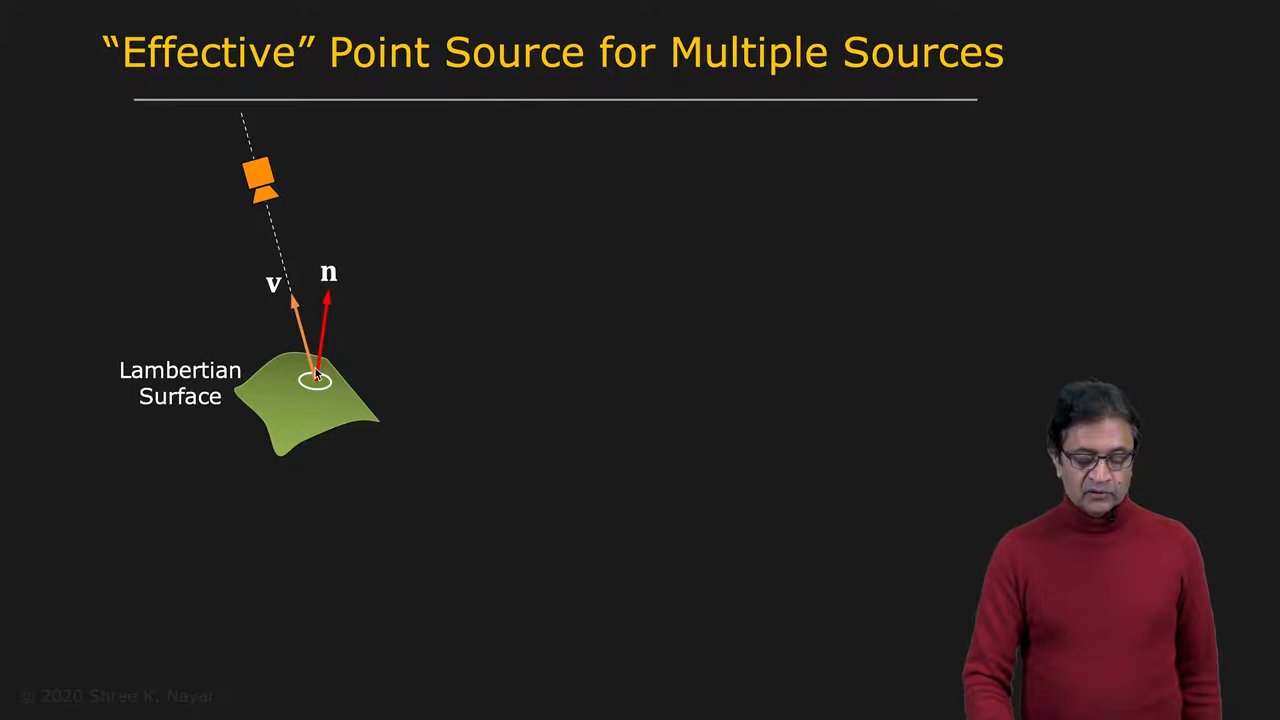 “Effective” Point Source for Multiple Sources
v
n
Lambertian
Surface
© 2020 Shree K. Nayar